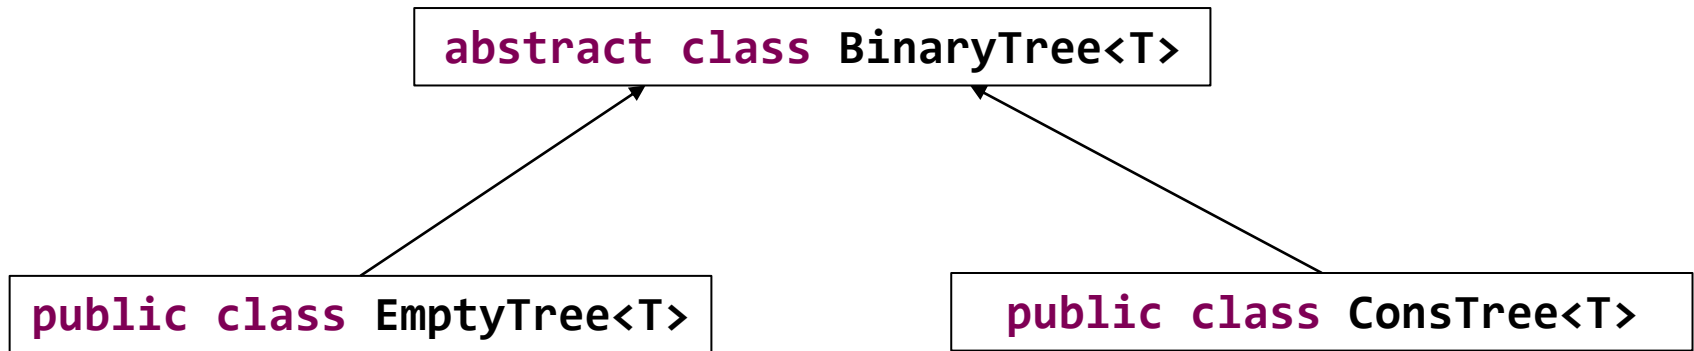 abstract class BinaryTree<T>
public class EmptyTree<T>
public class ConsTree<T>